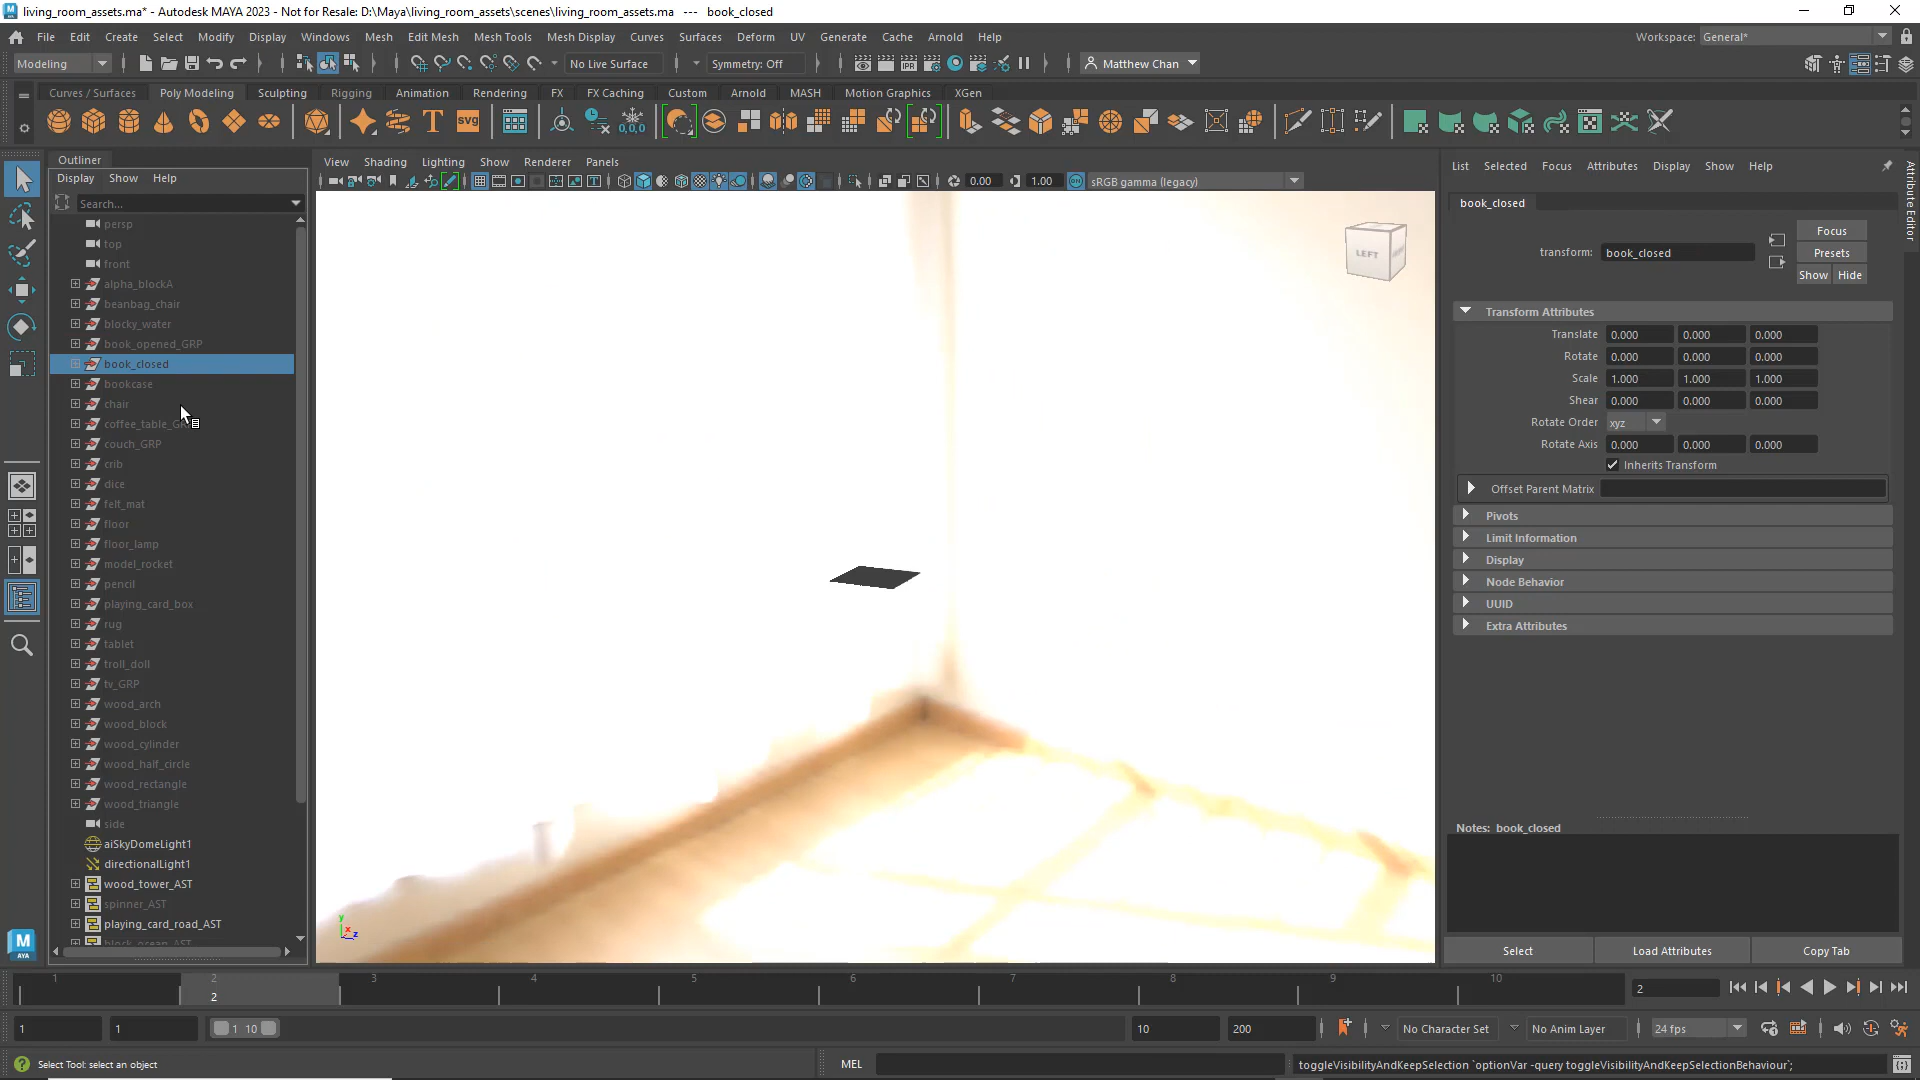 living_room_assets.ma* - Autodesk MAYA 2023 - Not for Resale: D:\Maya\living_room_assets\scenes\living_room_assets.ma --- book_closed
File Edit Create Select Modify Display Windows Mesh Edit Mesh Mesh Tools Mesh Display Curves Surfaces Deform UV Generate Cache Arnold Help
Workspace: General*
Modeling
No Live Surface
Symmetry: Off
Matthew Chan
Curves / Surfaces Poly Modeling Sculpting Rigging Animation Rendering FX FX Caching Custom Arnold MASH Motion Graphics XGen
T
SVG
0,0,0
Outliner
Display Show Help
Search...
persp
top
front
alpha_blockA
beanbag_chair
blocky_water
book_opened_GRP
book_closed
bookcase
chair
couch_GRP
crib
dice
felt_mat
floor
floor_lamp
model_rocket
pencil
playing_card_box
rug
tablet
troll_doll
tv_GRP
wood_arch
wood_block
wood_cylinder
wood_half_circle
wood_rectangle
wood_triangle
side
aiSkyDomeLight1
directionalLight1
wood_tower_AST
spinner_AST
playing_card_road_AST
block_ocean_AST
View Shading Lighting Show Renderer Panels
0.00
1.00
sRGB gamma (legacy)
LEFT
y
x
z
List Selected Focus Attributes Display Show Help
Attribute Editor
book_closed
transform: book_closed
Focus
Presets
Show Hide
Transform Attributes
Translate 0.000 0.000 0.000
Rotate 0.000 0.000 0.000
Scale 1.000 1.000 1.000
Shear 0.000 0.000 0.000
Rotate Order xyz
Rotate Axis 0.000 0.000 0.000
Inherits Transform
Offset Parent Matrix
Pivots
Limit Information
Display
Node Behavior
UUID
Extra Attributes
Notes: book_closed
Select Load Attributes Copy Tab
1 2 3 4 5 6 7 8 9 10
2
2
1 1 1 10 10 200
No Character Set
No Anim Layer
24 fps
M
AYA
Select Tool: select an object
MEL
toggleVisibilityAndKeepSelection `optionVar -query toggleVisibilityAndKeepSelectionBehaviour`;